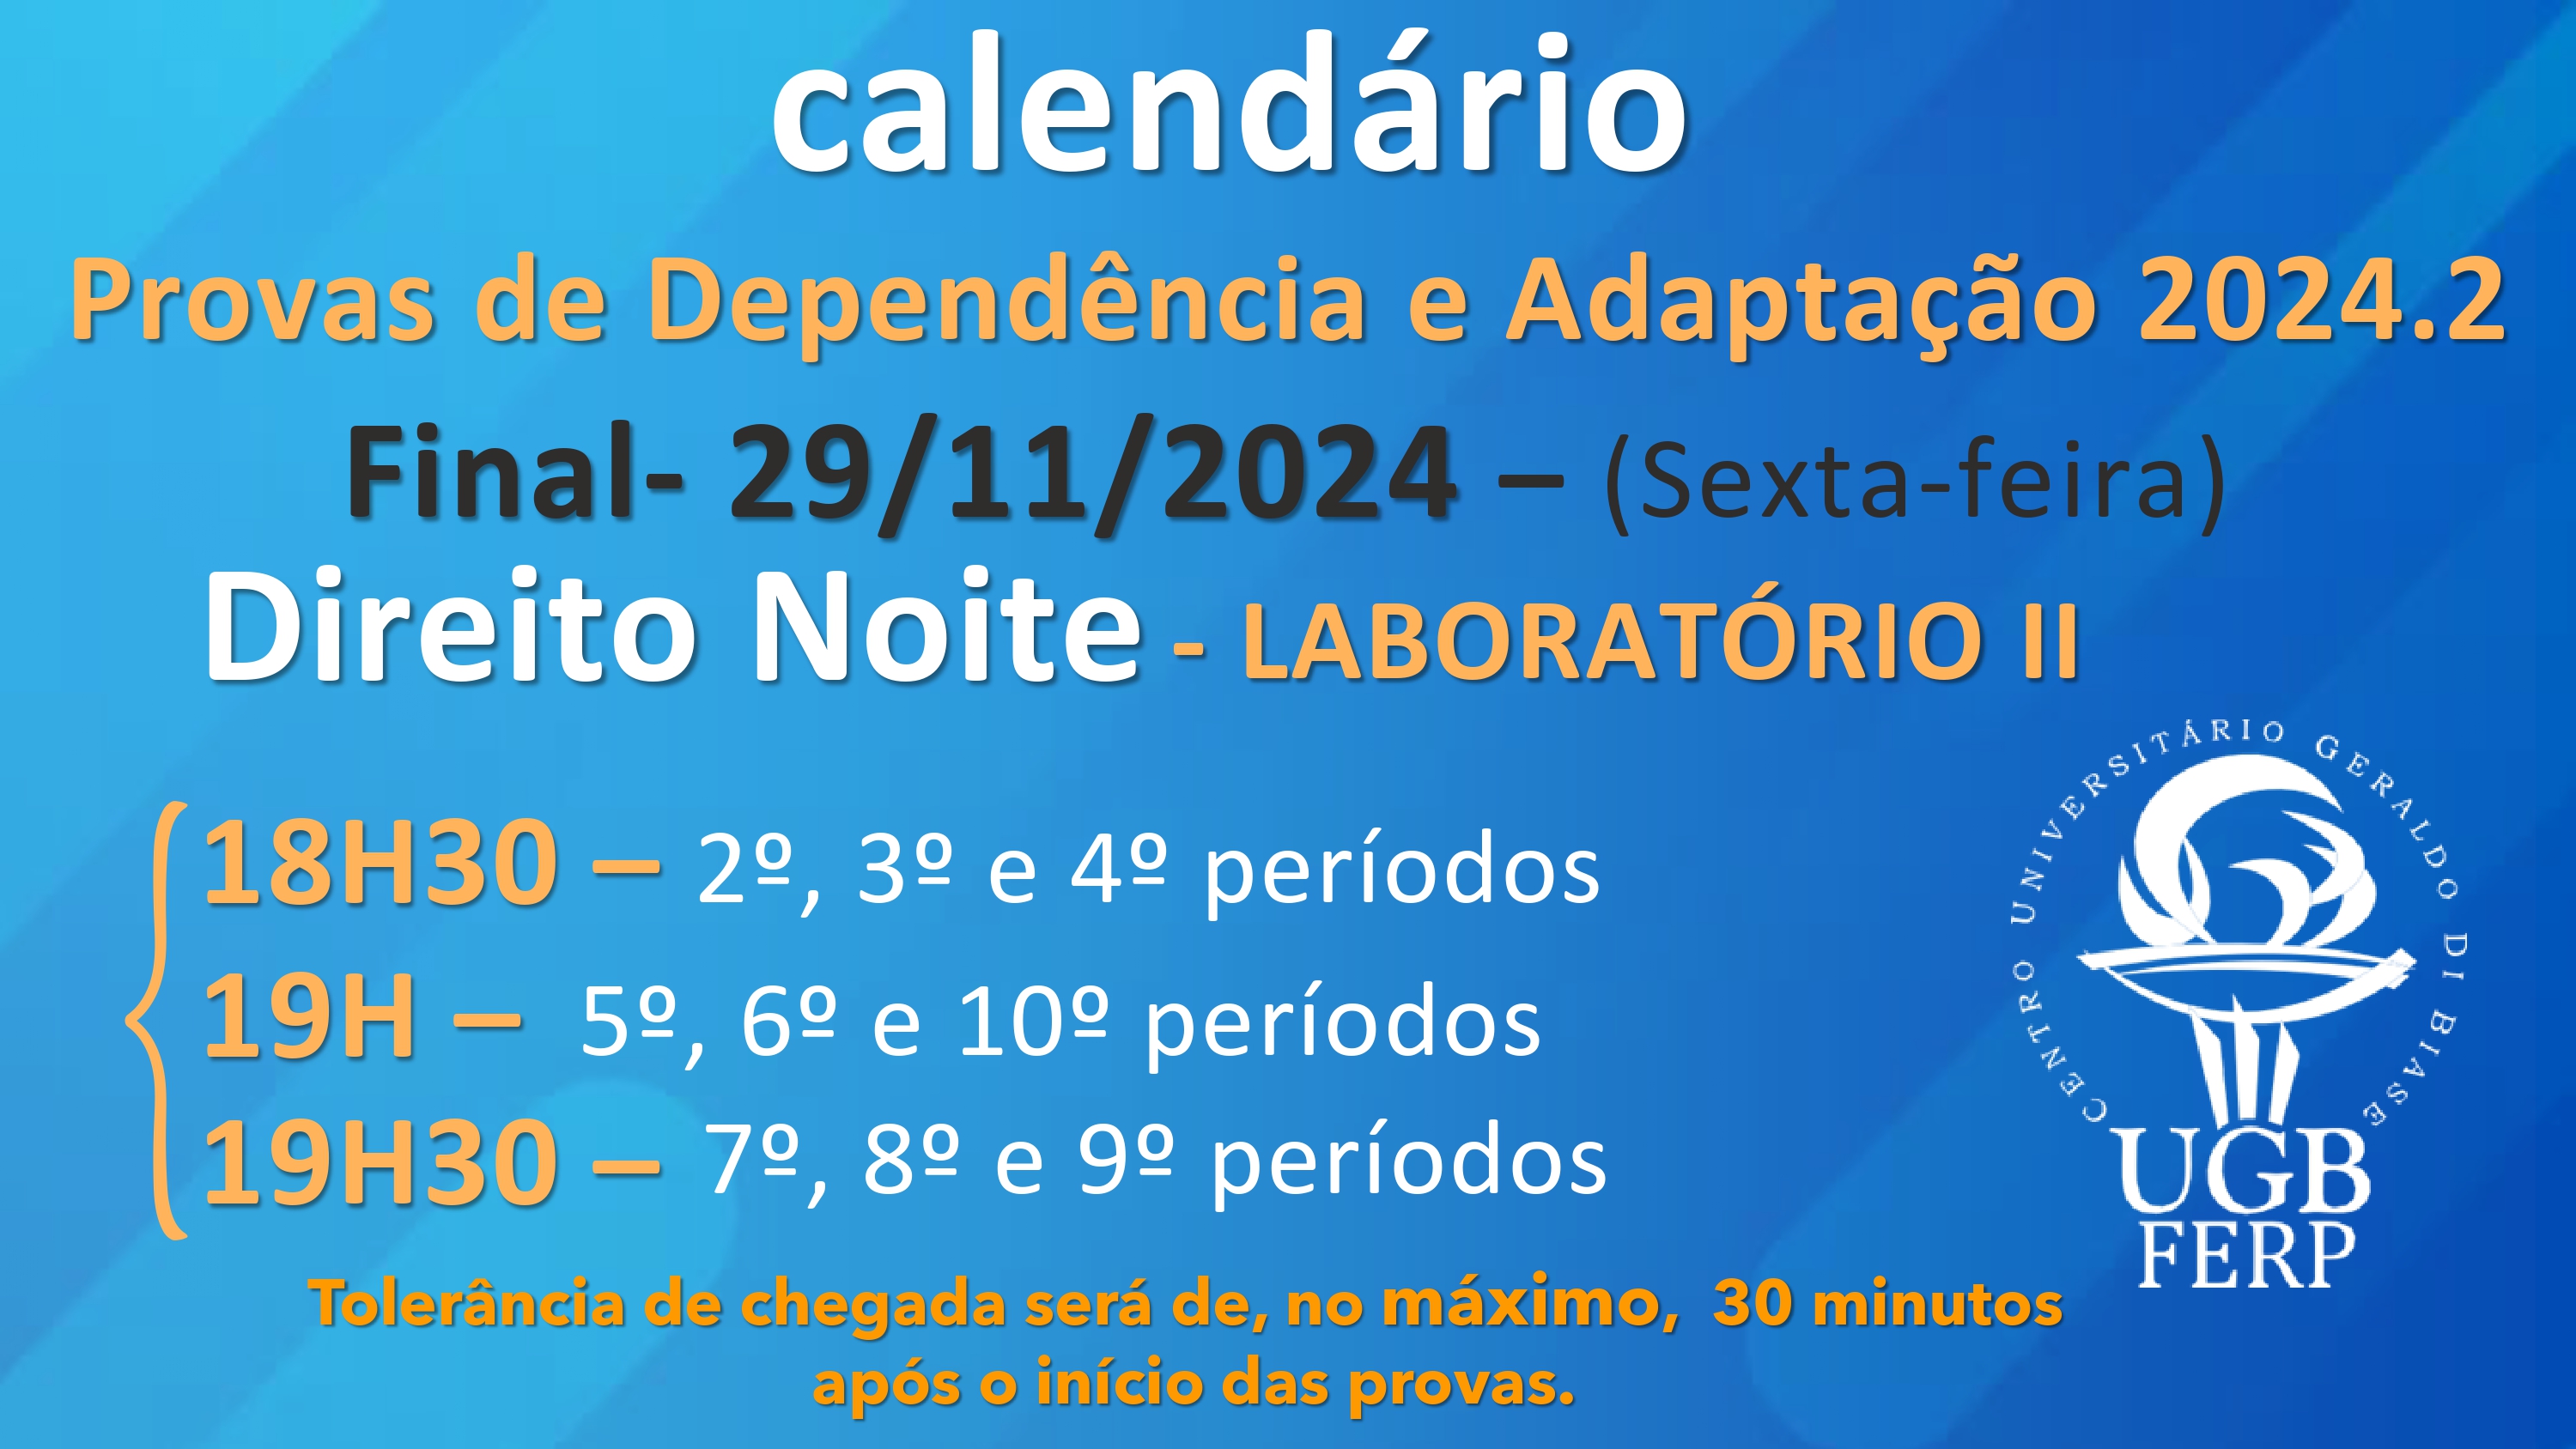 calendário
Provas de Dependência e Adaptação 2024.2
Final- 29/11/2024 – (Sexta-feira)
Direito Noite - LABORATÓRIO II
18H30 – 2º, 3º e 4º períodos
19H – 5º, 6º e 10º períodos
19H30 – 7º, 8º e 9º períodos
CENTRO UNIVERSITÁRIO GERALDO DI BIASE
UGB
FERP
Tolerância de chegada será de, no máximo, 30 minutos
após o início das provas.